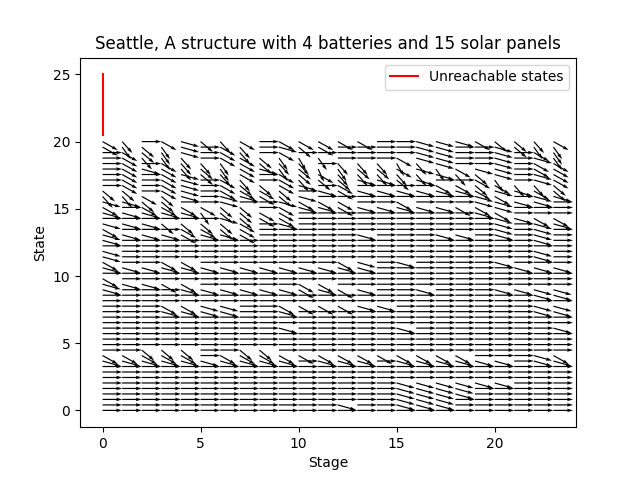 Seattle, A structure with 4 batteries and 15 solar panels
Unreachable states
25
20
15
10
5
0
State
0
5
10
15
20
Stage